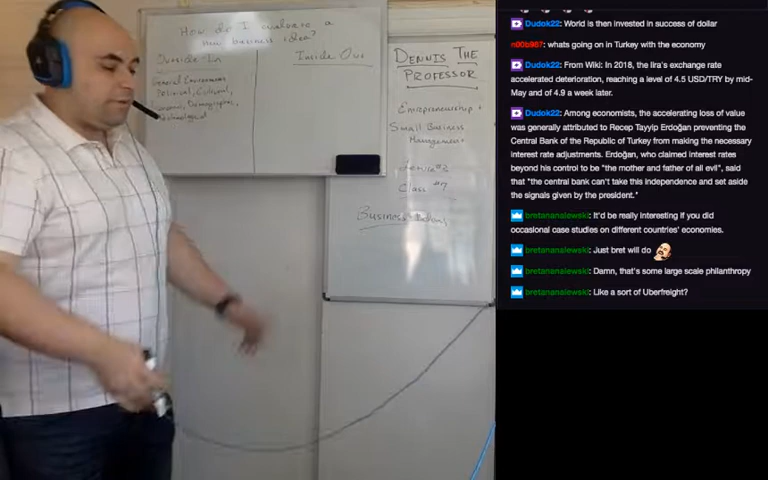 How do I evaluate a
new business idea?
Outside In
Inside Out
General Environment
Political, Cultural,
Economic, Demographic,
Technological
DENNIS THE
PROFESSOR
Entrepreneurship +
Small Business
Management
Lecture #2
Class #7
Business
Dudok22: World is then invested in success of dollar
n00b987: whats going on in Turkey with the economy
Dudok22: From Wiki: In 2018, the lira's exchange rate
accelerated deterioration, reaching a level of 4.5 USD/TRY by mid-
May and of 4.9 a week later.
Dudok22: Among economists, the accelerating loss of value
was generally attributed to Recep Tayyip Erdoğan preventing the
Central Bank of the Republic of Turkey from making the necessary
interest rate adjustments. Erdoğan, who claimed interest rates
beyond his control to be "the mother and father of all evil", said
that "the central bank can't take this independence and set aside
the signals given by the president."
bretananalewski: It'd be really interesting if you did
occasional case studies on different countries' economies.
bretananalewski: Just bret will do
bretananalewski: Damn, that's some large scale philanthropy
bretananalewski: Like a sort of Uberfreight?